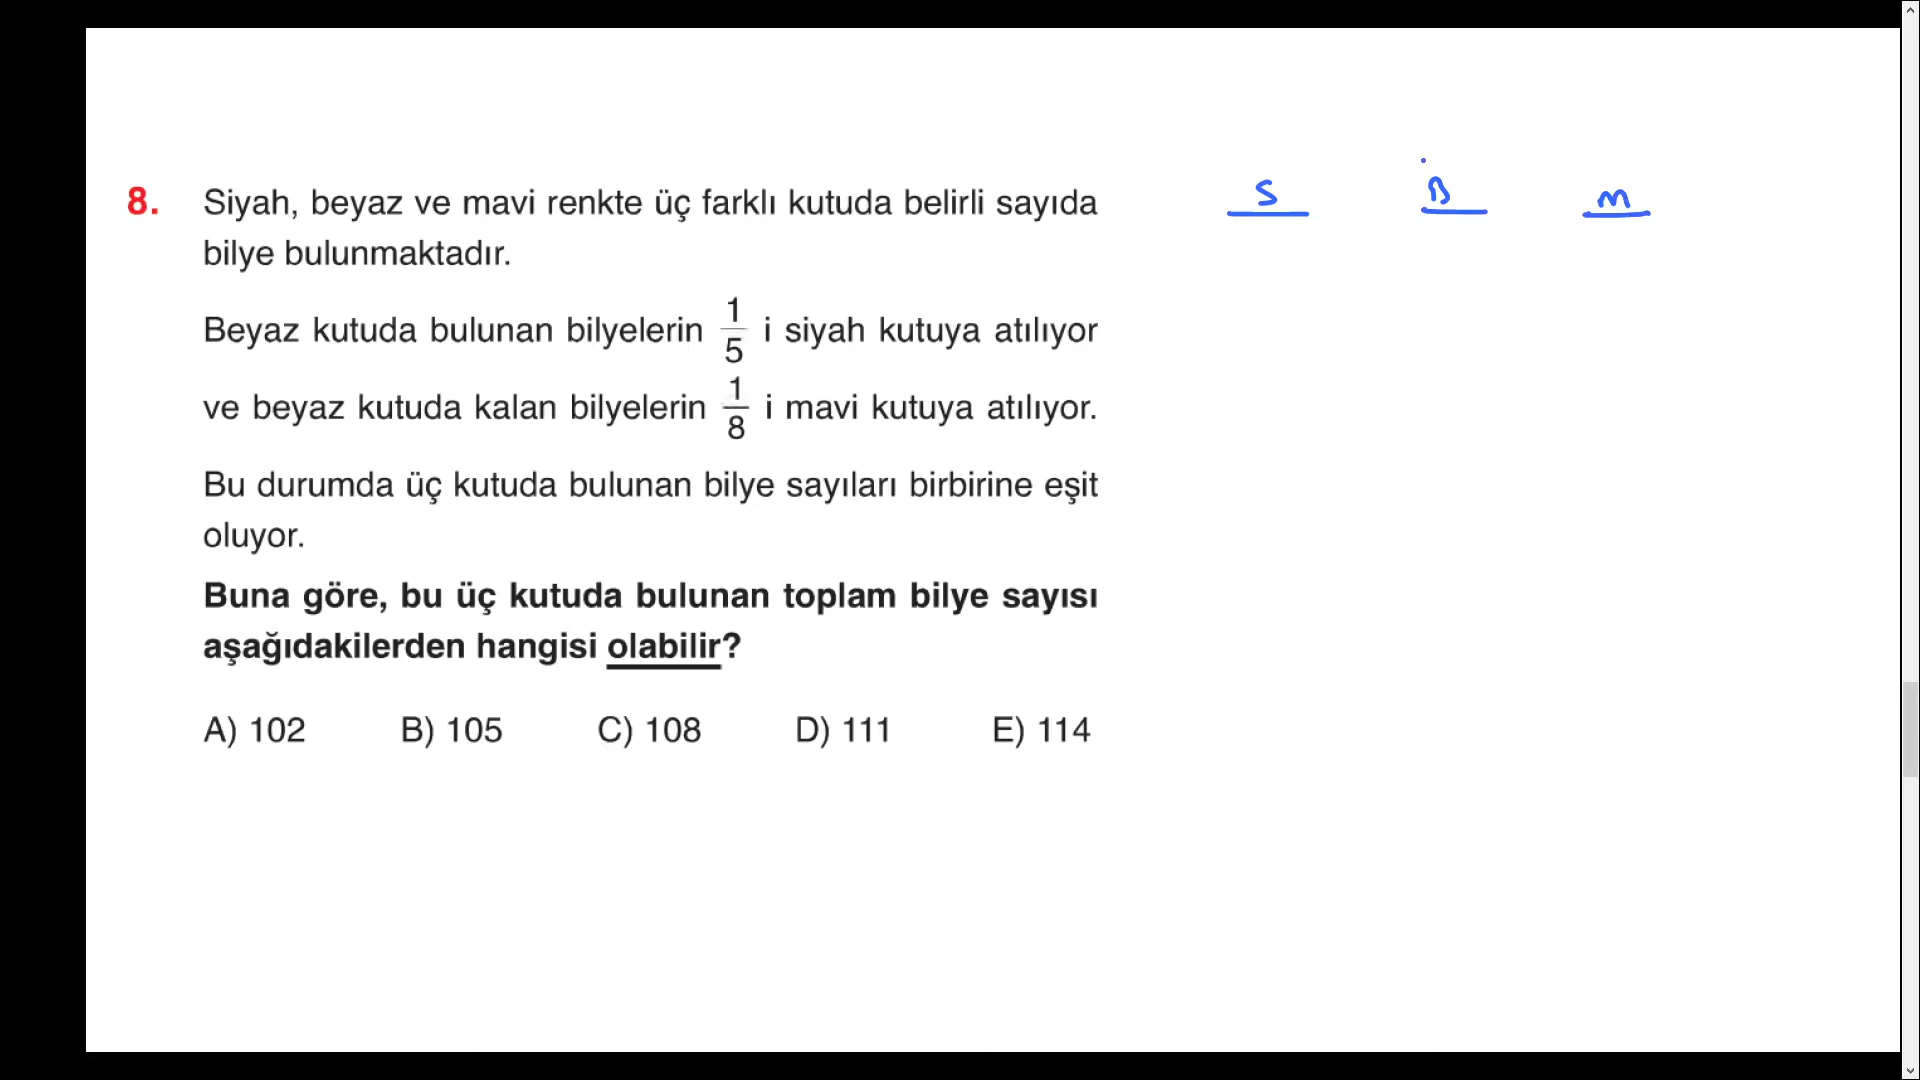 8. Siyah, beyaz ve mavi renkte üç farklı kutuda belirli sayıda
bilye bulunmaktadır.
Beyaz kutuda bulunan bilyelerin 1/5 i siyah kutuya atılıyor
ve beyaz kutuda kalan bilyelerin 1/8 i mavi kutuya atılıyor.
Bu durumda üç kutuda bulunan bilye sayıları birbirine eşit
oluyor.
Buna göre, bu üç kutuda bulunan toplam bilye sayısı
aşağıdakilerden hangisi olabilir?
A) 102 B) 105 C) 108 D) 111 E) 114
S B M